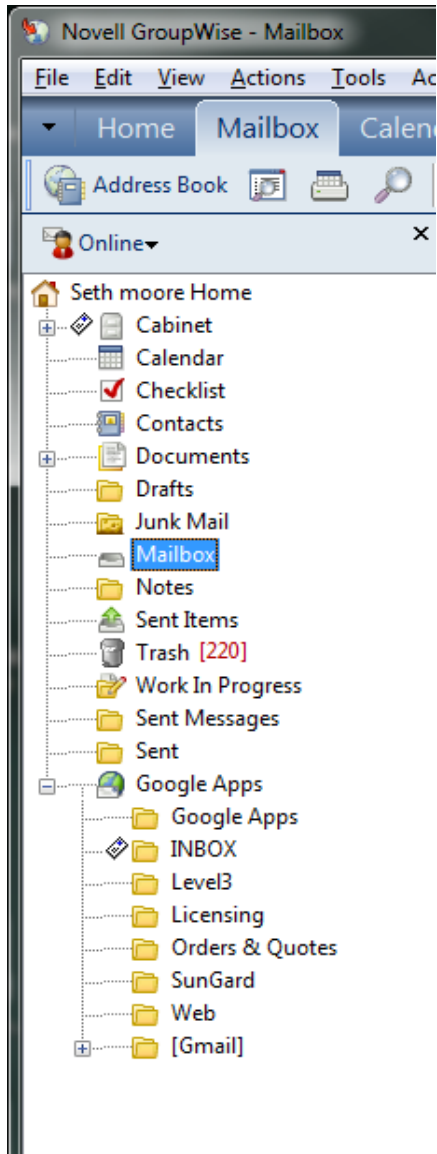 Novell GroupWise - Mailbox
File Edit View Actions Tools Ac
Home Mailbox Calen
Address Book
Online
Seth moore Home
Cabinet
Calendar
Checklist
Contacts
Documents
Drafts
Junk Mail
Mailbox
Notes
Sent Items
Trash [220]
Work In Progress
Sent Messages
Sent
Google Apps
Google Apps
INBOX
Level3
Licensing
Orders & Quotes
SunGard
Web
[Gmail]